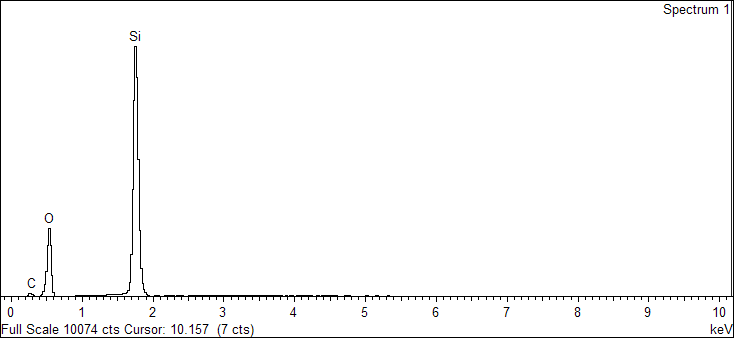 Spectrum 1
Si
O
C
0 1 2 3 4 5 6 7 8 9 10
Full Scale 10074 cts Cursor: 10.157 (7 cts) keV